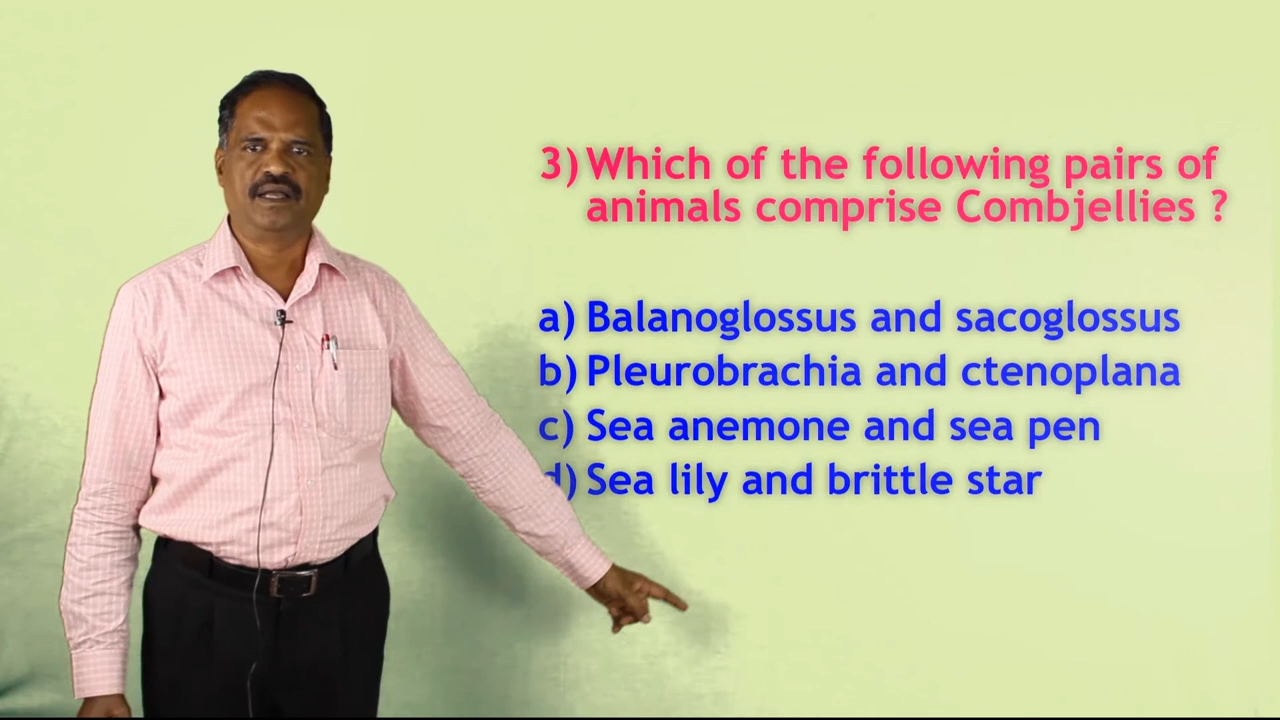 3) Which of the following pairs of
animals comprise Combjellies ?
a) Balanoglossus and sacoglossus
b) Pleurobrachia and ctenoplana
c) Sea anemone and sea pen
d) Sea lily and brittle star